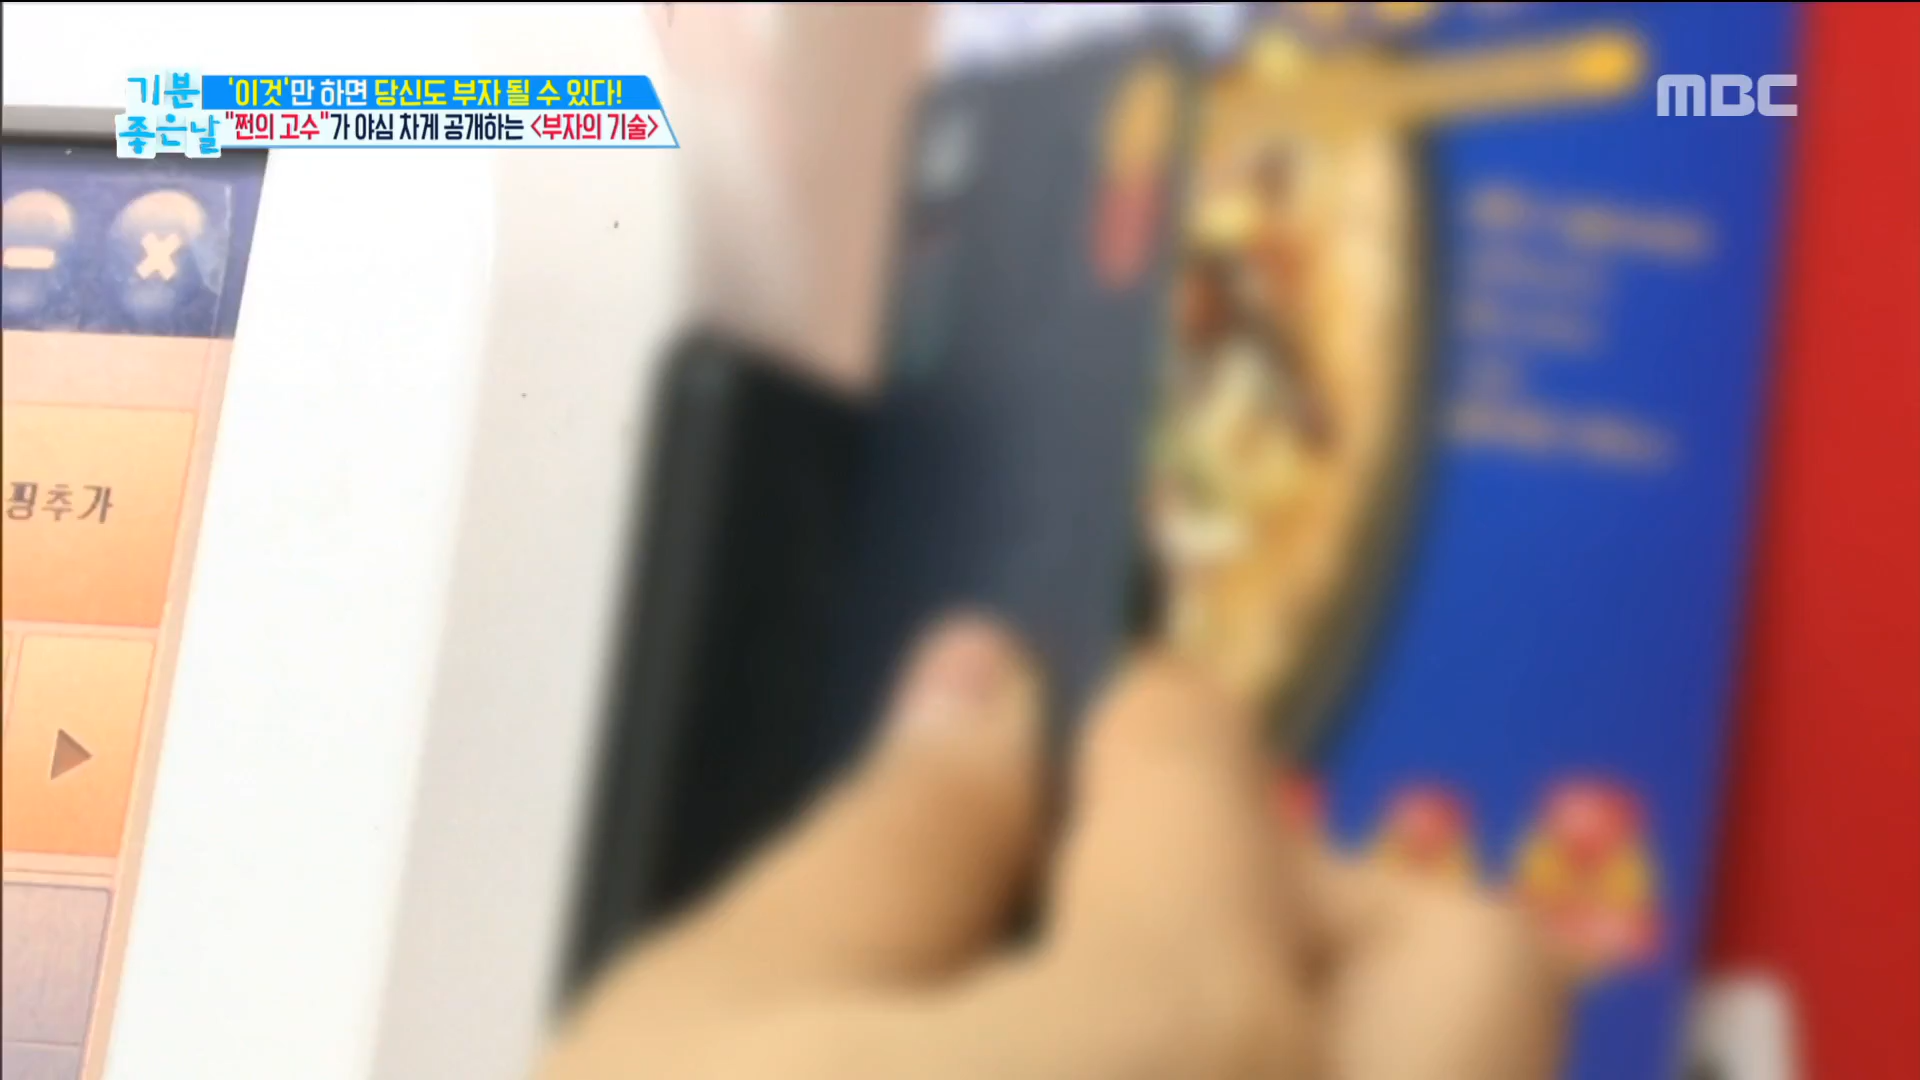 기분
좋은날
'이것'만 하면 당신도 부자 될 수 있다!
"쩐의 고수"가 야심 차게 공개하는 <부자의 기술>
MBC
핑추가